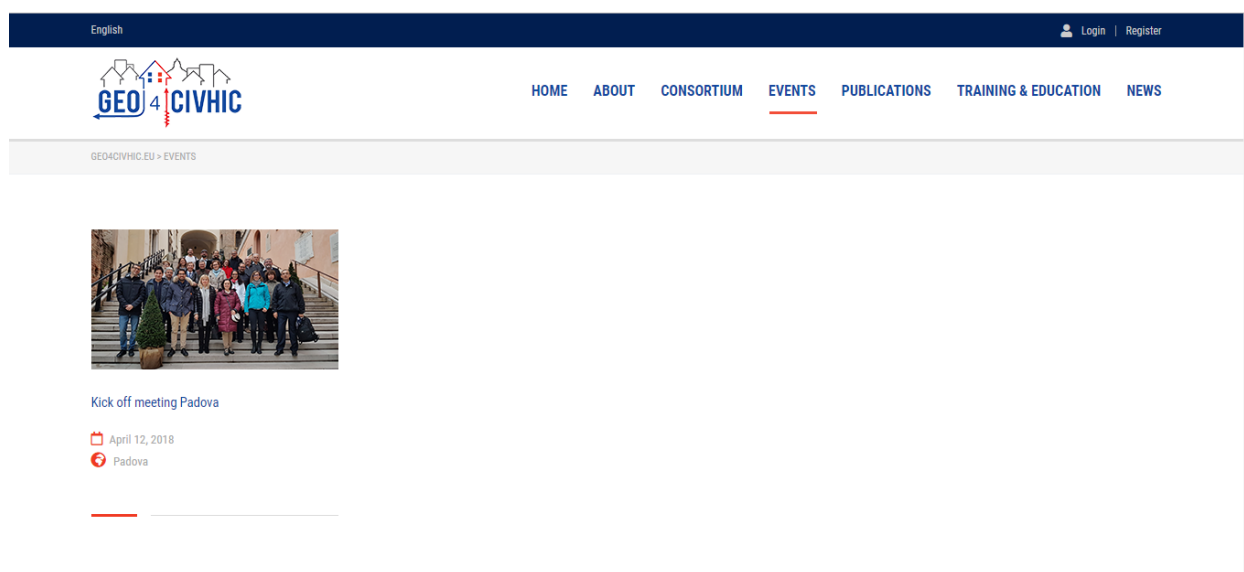 English
Login | Register
GEO 4 CIVHIC
HOME ABOUT CONSORTIUM EVENTS PUBLICATIONS TRAINING & EDUCATION NEWS
GEO4CIVHIC.EU > EVENTS
Kick off meeting Padova
April 12, 2018
Padova